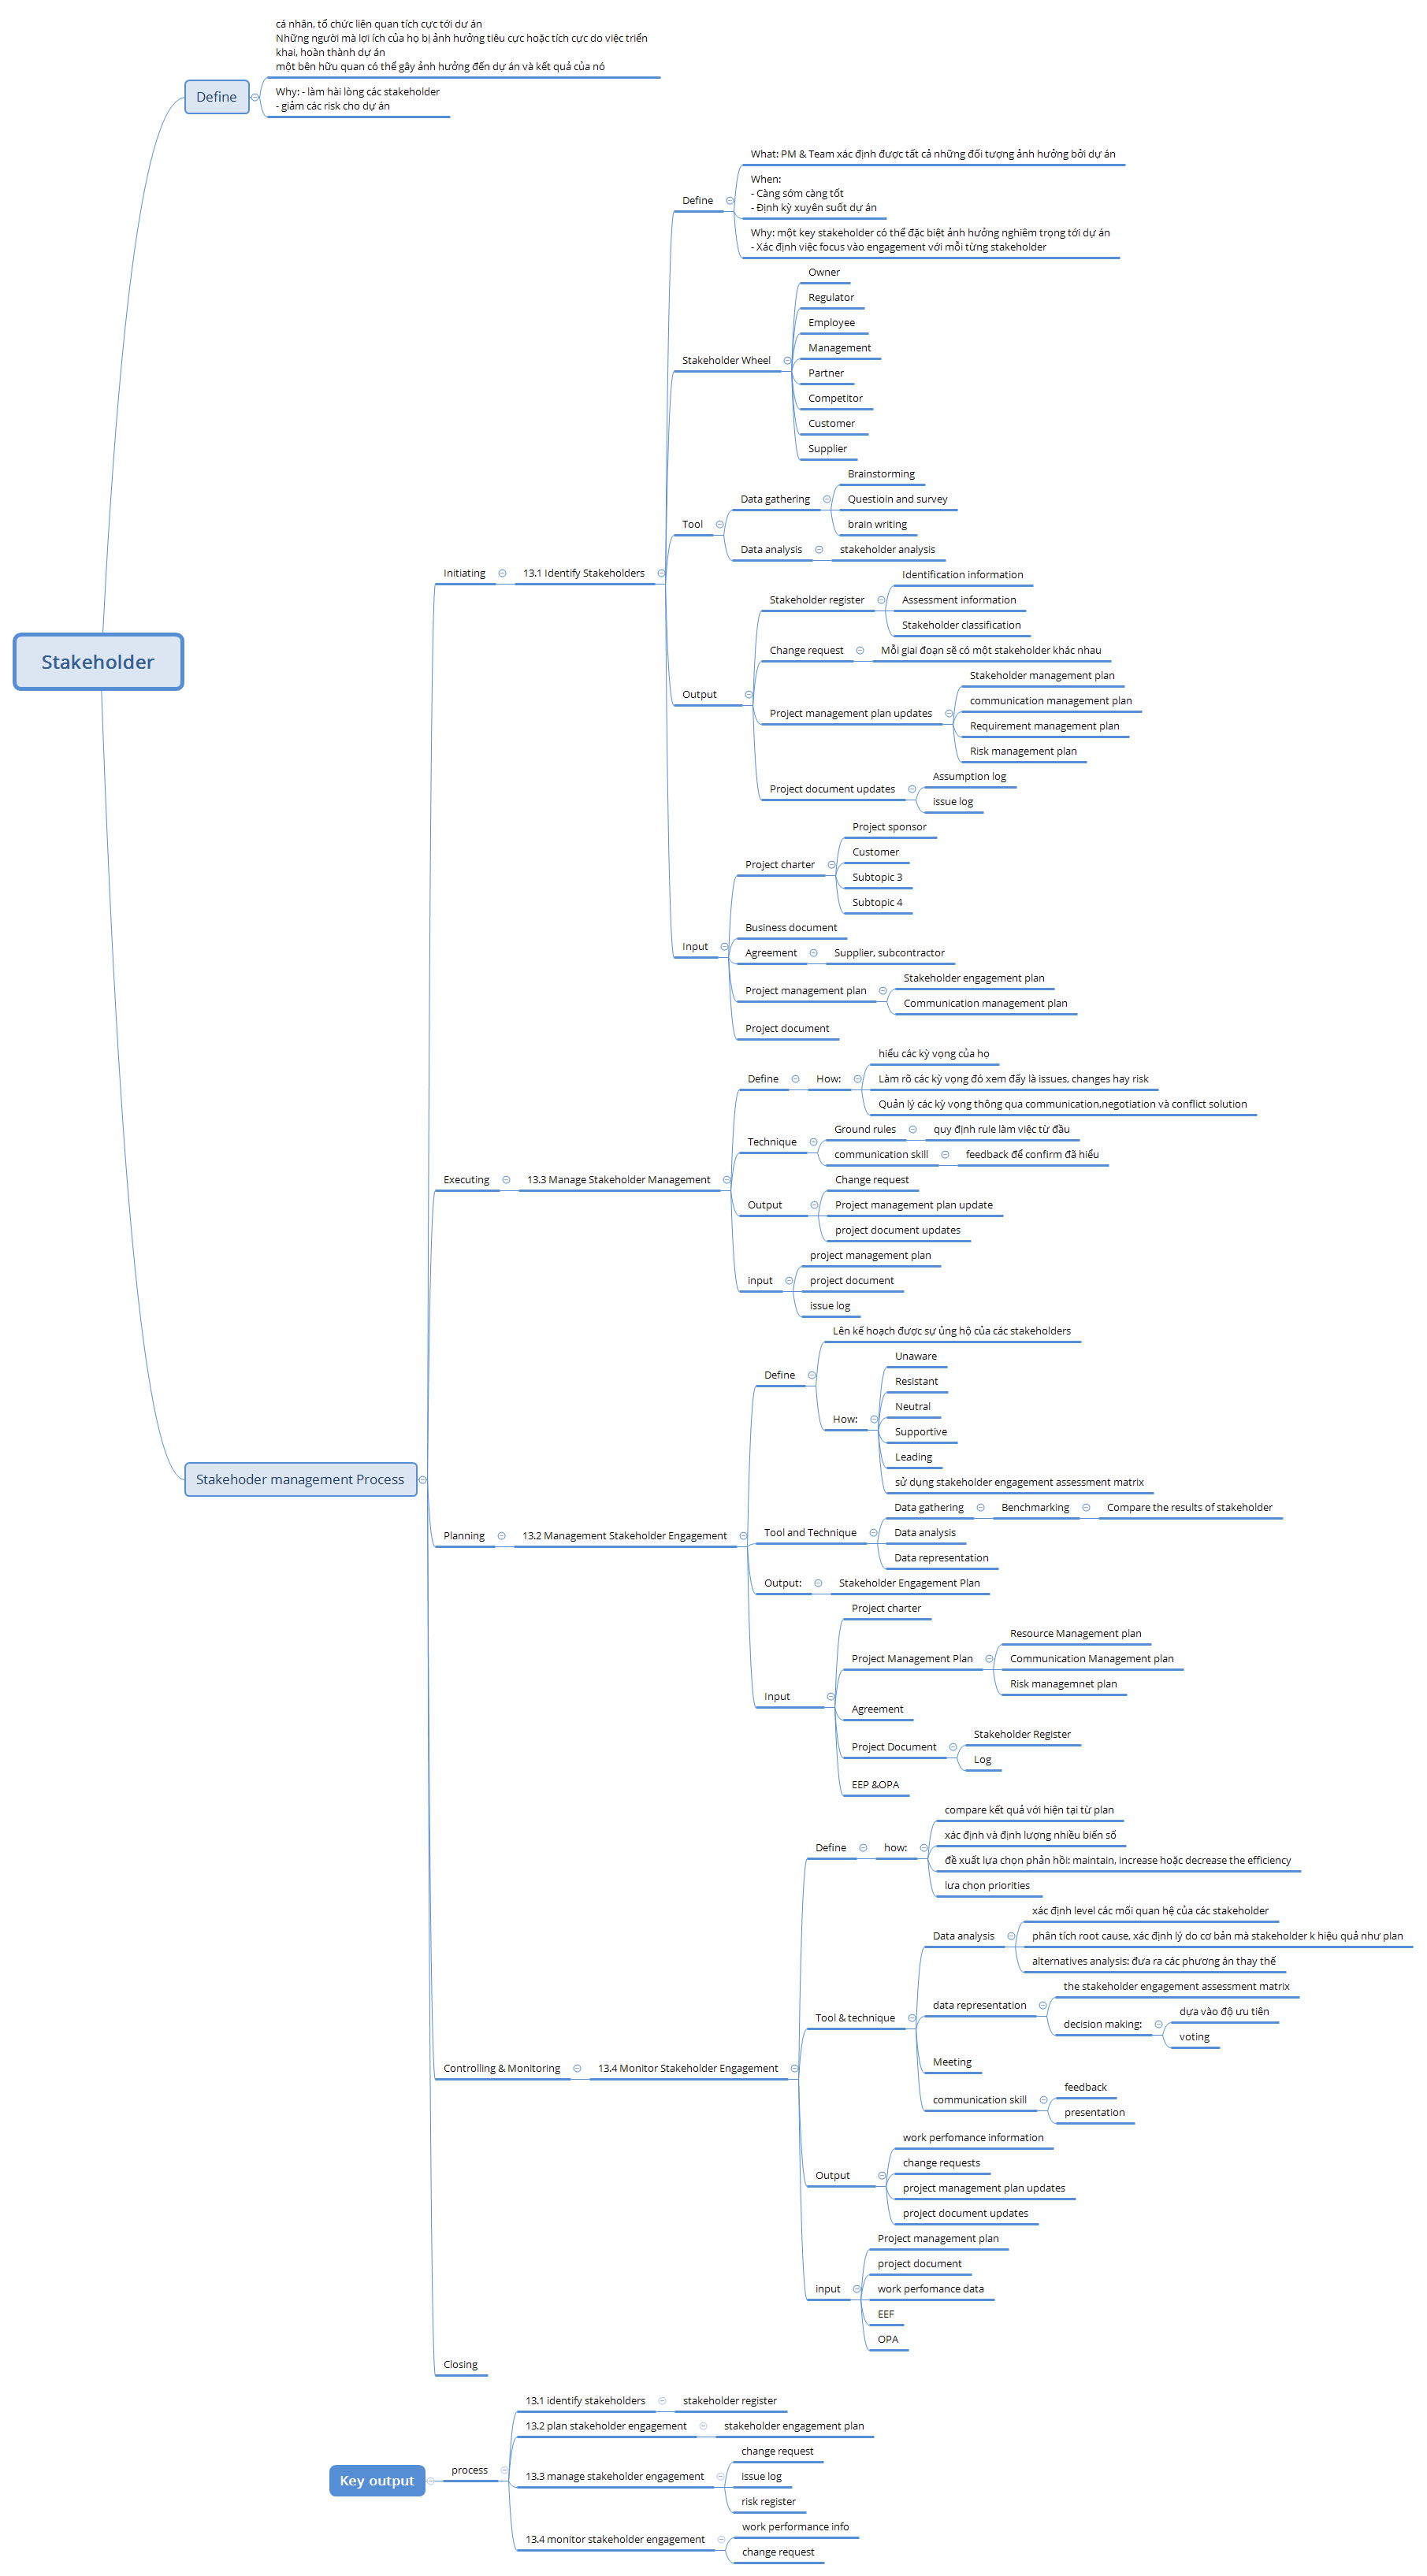 cá nhân, tổ chức liên quan tích cực tới dự án
Những người mà lợi ích của họ bị ảnh hưởng tiêu cực hoặc tích cực do việc triển
khai, hoàn thành dự án
một bên hữu quan có thể gây ảnh hưởng đến dự án và kết quả của nó
Define
Why: - làm hài lòng các stakeholder
- giảm các risk cho dự án
What: PM & Team xác định được tất cả những đối tượng ảnh hưởng bởi dự án
When:
- Càng sớm càng tốt
- Định kỳ xuyên suốt dự án
Define
Why: một key stakeholder có thể đặc biệt ảnh hưởng nghiêm trọng tới dự án
- Xác định việc focus vào engagement với mỗi từng stakeholder
Owner
Regulator
Employee
Management
Stakeholder Wheel
Partner
Competitor
Customer
Supplier
Brainstorming
Data gathering
Questioin and survey
Tool
brain writing
Data analysis
stakeholder analysis
Initiating
13.1 Identify Stakeholders
Identification information
Stakeholder register
Assessment information
Stakeholder classification
Change request
Mỗi giai đoạn sẽ có một stakeholder khác nhau
Stakeholder
Output
Stakeholder management plan
communication management plan
Project management plan updates
Requirement management plan
Risk management plan
Assumption log
Project document updates
issue log
Project sponsor
Project charter
Customer
Subtopic 3
Subtopic 4
Business document
Input
Agreement
Supplier, subcontractor
Stakeholder engagement plan
Project management plan
Communication management plan
Project document
hiểu các kỳ vọng của họ
Define
How:
Làm rõ các kỳ vọng đó xem đấy là issues, changes hay risk
Quản lý các kỳ vọng thông qua communication,negotiation và conflict solution
Ground rules
quy định rule làm việc từ đầu
Technique
communication skill
feedback để confirm đã hiểu
Executing
13.3 Manage Stakeholder Management
Change request
Output
Project management plan update
project document updates
project management plan
input
project document
issue log
Lên kế hoạch được sự ủng hộ của các stakeholders
Define
Unaware
Resistant
Neutral
How:
Supportive
Leading
sử dụng stakeholder engagement assessment matrix
Stakehoder management Process
Data gathering
Benchmarking
Compare the results of stakeholder
Planning
13.2 Management Stakeholder Engagement
Tool and Technique
Data analysis
Data representation
Output:
Stakeholder Engagement Plan
Project charter
Resource Management plan
Project Management Plan
Communication Management plan
Risk managemnet plan
Input
Agreement
Stakeholder Register
Project Document
Log
EEP &OPA
compare kết quả với hiện tại từ plan
xác định và định lượng nhiều biến số
Define
how:
đề xuất lựa chọn phản hồi: maintain, increase hoặc decrease the efficiency
lưa chọn priorities
xác định level các mối quan hệ của các stakeholder
Data analysis
phân tích root cause, xác định lý do cơ bản mà stakeholder k hiệu quả như plan
alternatives analysis: đưa ra các phương án thay thế
the stakeholder engagement assessment matrix
data representation
Tool & technique
decision making:
dựa vào độ ưu tiên
voting
Meeting
Controlling & Monitoring
13.4 Monitor Stakeholder Engagement
communication skill
feedback
presentation
work perfomance information
change requests
Output
project management plan updates
project document updates
Project management plan
project document
input
work perfomance data
EEF
OPA
Closing
13.1 identify stakeholders
stakeholder register
13.2 plan stakeholder engagement
stakeholder engagement plan
Key output
process
change request
13.3 manage stakeholder engagement
issue log
risk register
work performance info
13.4 monitor stakeholder engagement
change request